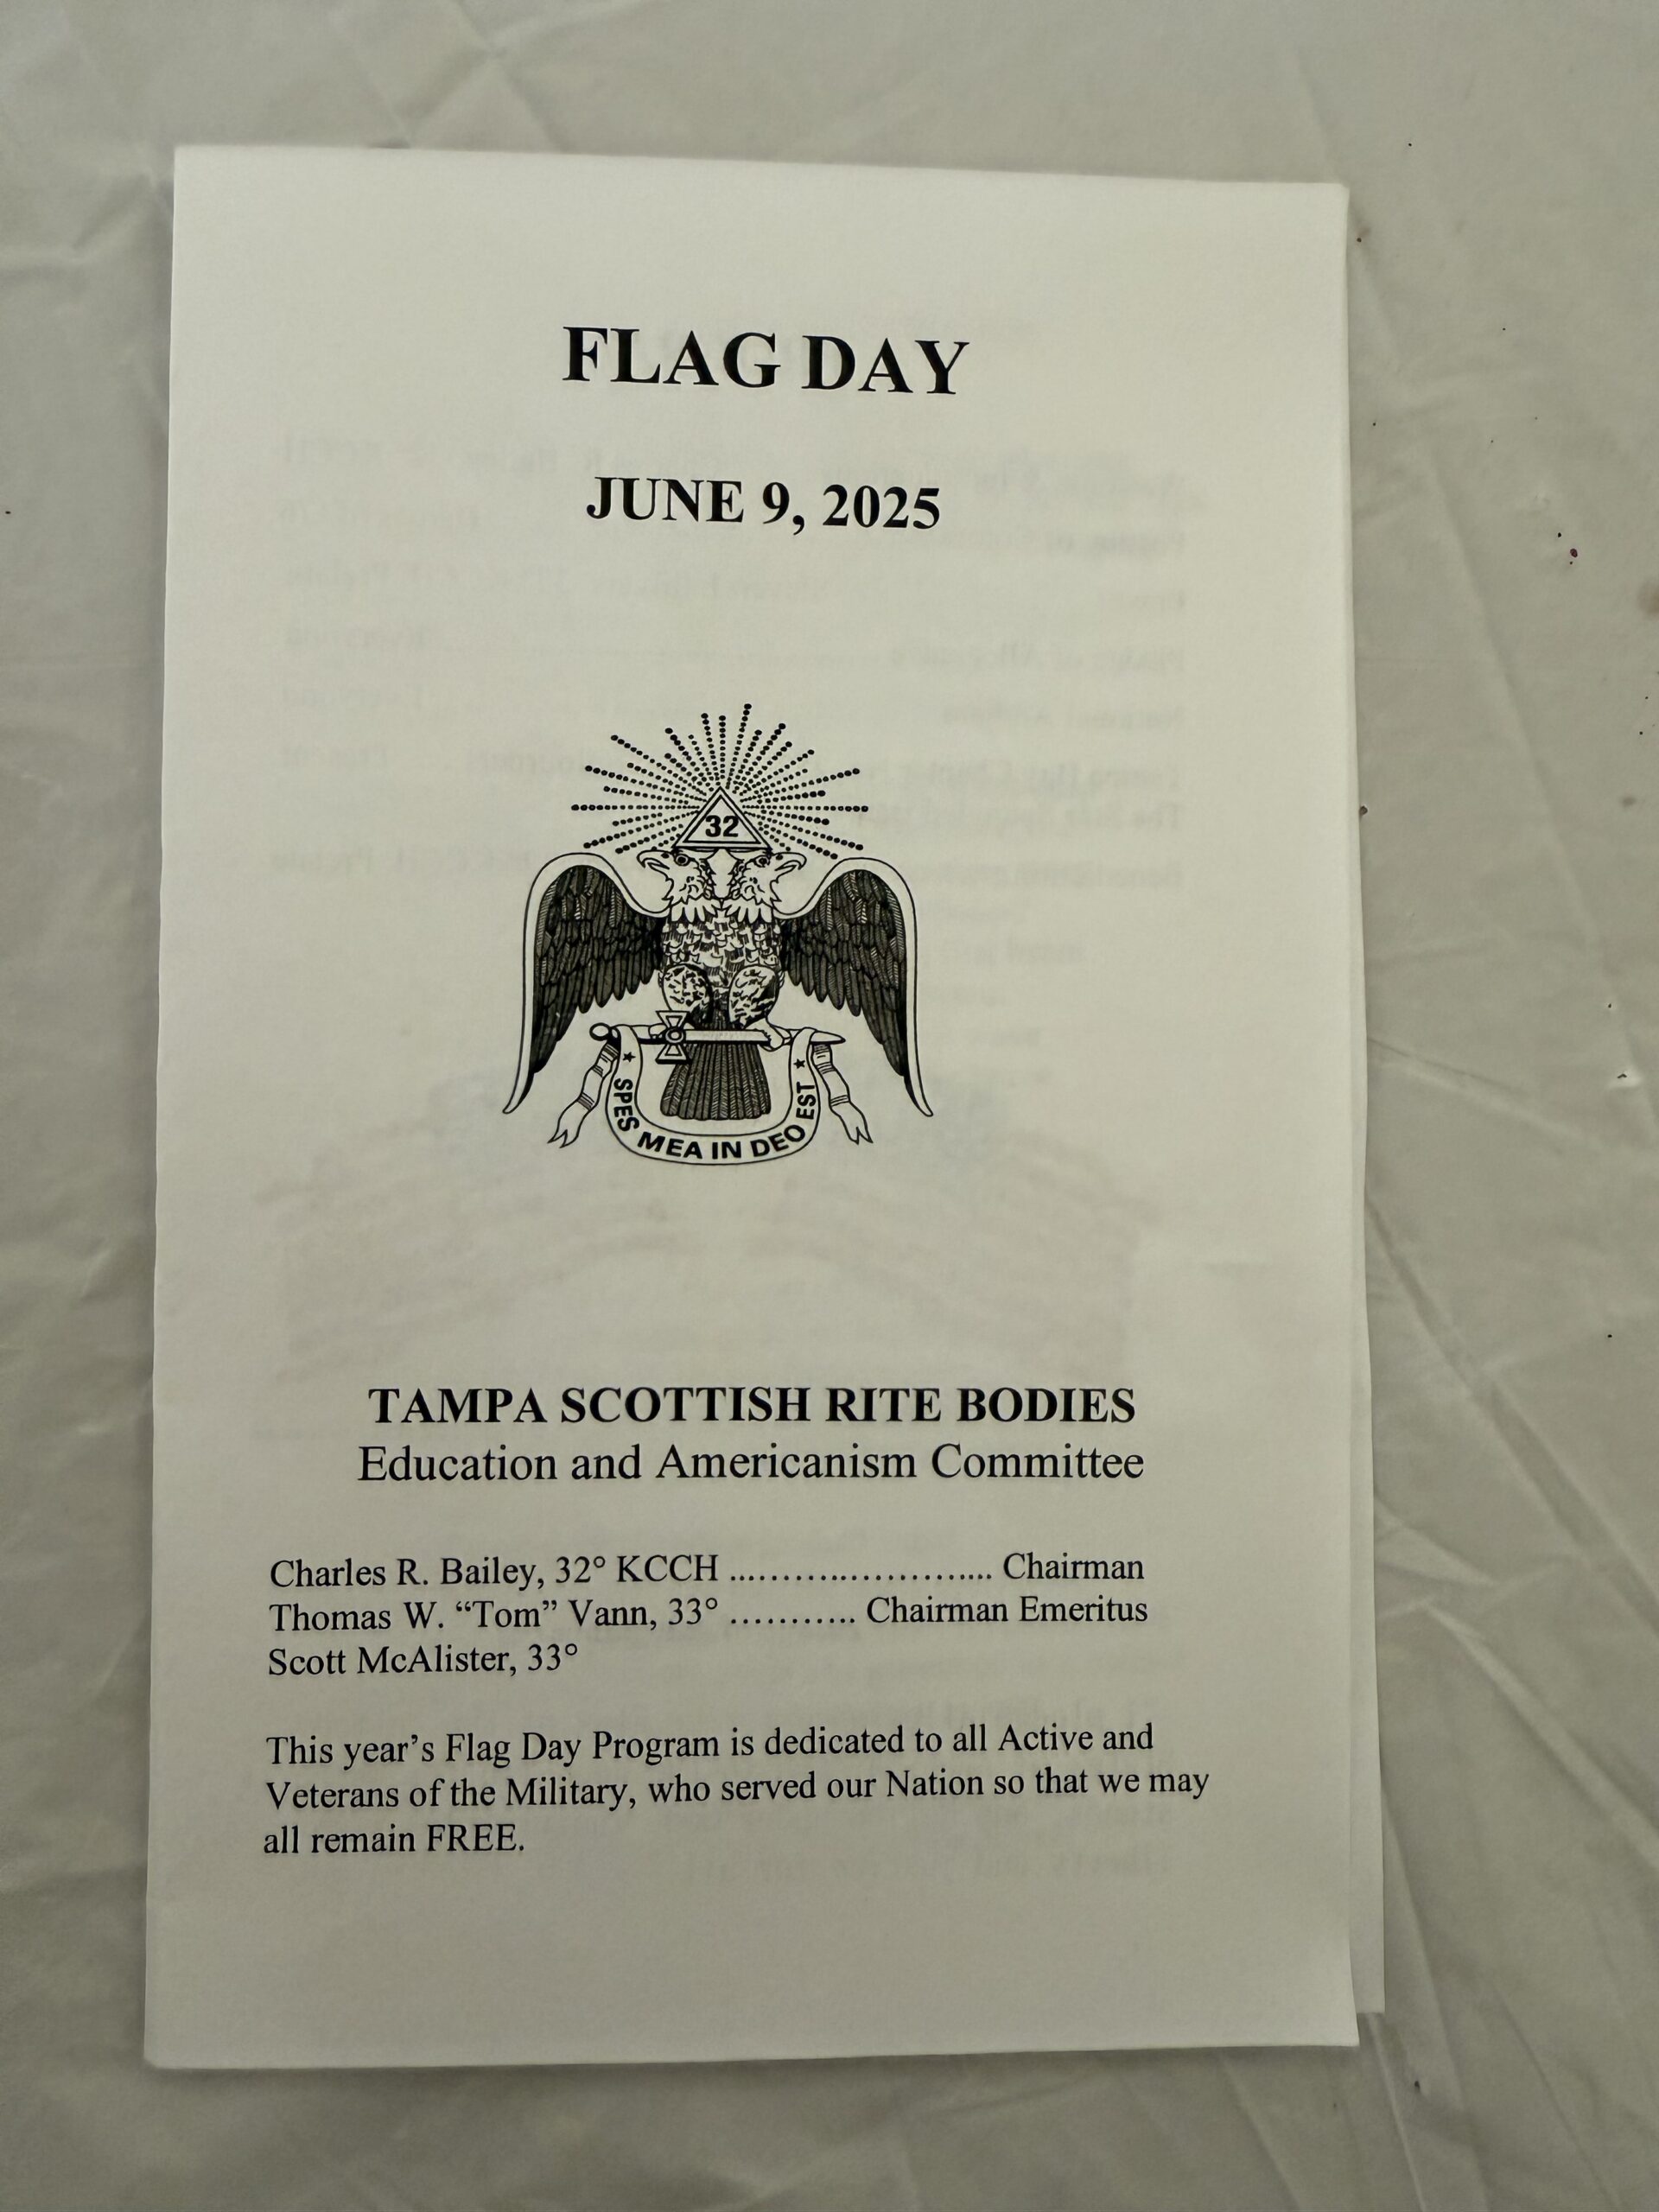 FLAG DAY
JUNE 9, 2025
32
SPES MEA IN DEO EST
TAMPA SCOTTISH RITE BODIES
Education and Americanism Committee
Charles R. Bailey, 32° KCCH ........................... Chairman
Thomas W. “Tom” Vann, 33° ........... Chairman Emeritus
Scott McAlister, 33°
This year’s Flag Day Program is dedicated to all Active and
Veterans of the Military, who served our Nation so that we may
all remain FREE.